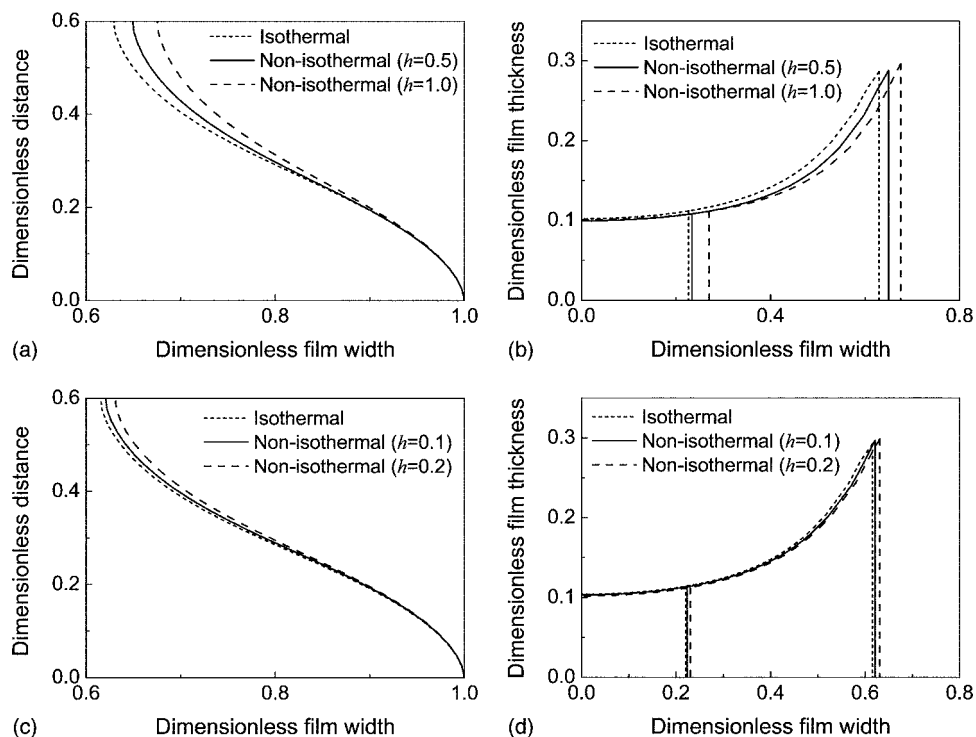 0.6
0.4
0.2
0.0
Dimensionless distance
Isothermal
Non-isothermal (h=0.5)
Non-isothermal (h=1.0)
0.6
0.8
1.0
Dimensionless film width
(a)
0.3
0.2
0.1
0.0
Dimensionless film thickness
Isothermal
Non-isothermal (h=0.5)
Non-isothermal (h=1.0)
0.0
0.4
0.8
Dimensionless film width
(b)
0.6
0.4
0.2
0.0
Dimensionless distance
Isothermal
Non-isothermal (h=0.1)
Non-isothermal (h=0.2)
0.6
0.8
1.0
Dimensionless film width
(c)
0.3
0.2
0.1
0.0
Dimensionless film thickness
Isothermal
Non-isothermal (h=0.1)
Non-isothermal (h=0.2)
0.0
0.2
0.4
0.6
0.8
Dimensionless film width
(d)